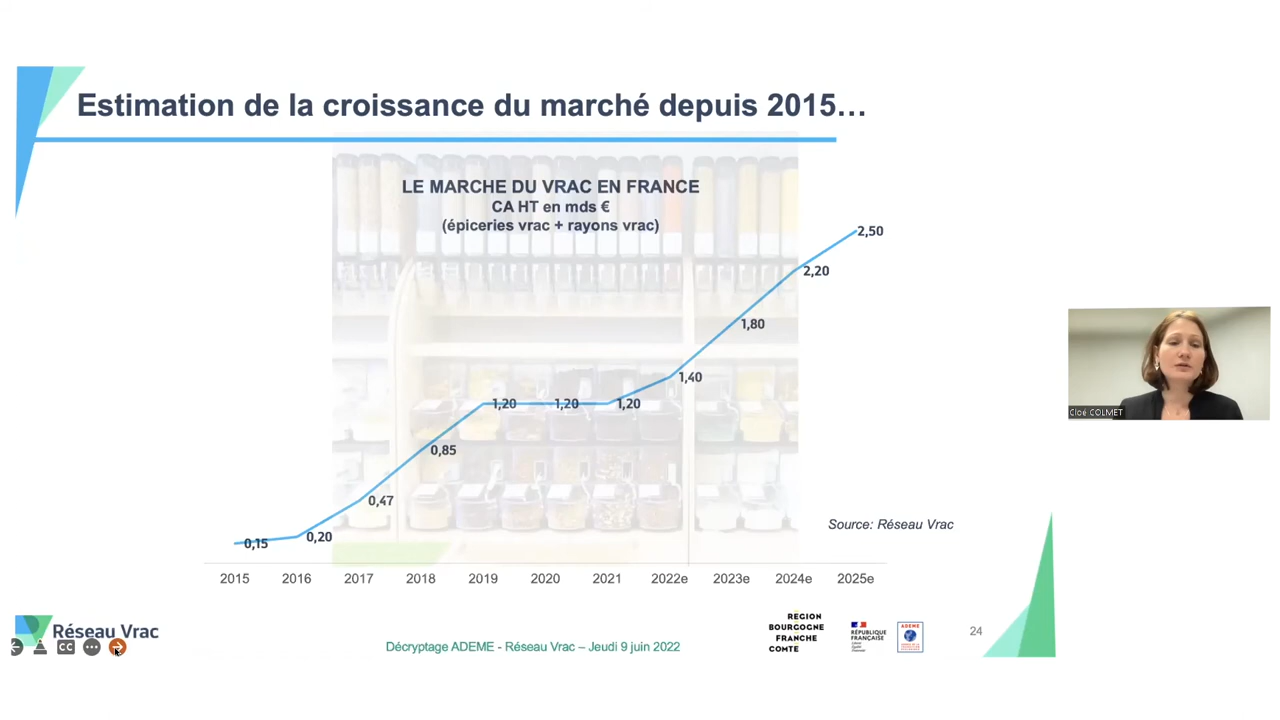 Estimation de la croissance du marché depuis 2015…
LE MARCHE DU VRAC EN FRANCE
CA HT en mds €
(épiceries vrac + rayons vrac)
2,50
2,20
1,80
1,40
1,20
1,20
1,20
0,85
0,47
0,20
0,15
Cloé COLMET
Source: Réseau Vrac
2015
2016
2017
2018
2019
2020
2021
2022e
2023e
2024e
2025e
Réseau Vrac
CC
Décryptage ADEME - Réseau Vrac – Jeudi 9 juin 2022
RÉGION
BOURGOGNE
FRANCHE
COMTÉ
RÉPUBLIQUE
FRANÇAISE
ADEME
24